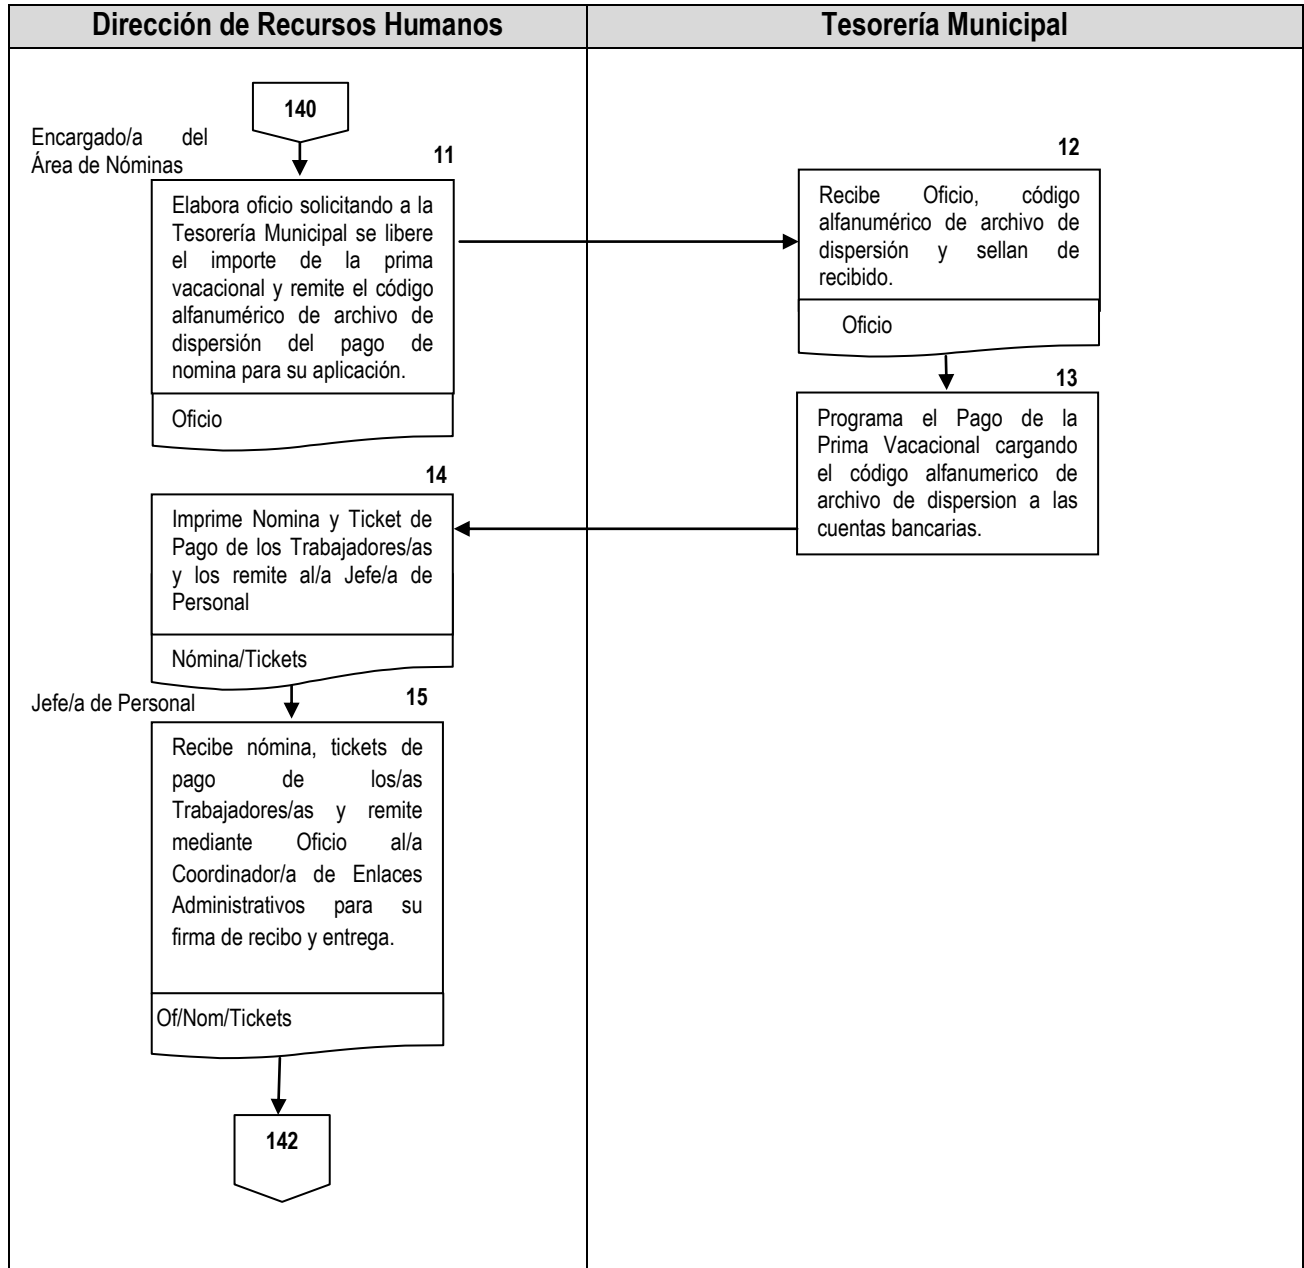 Dirección de Recursos Humanos
Tesorería Municipal
140
Encargado/a del
Área de Nóminas
11
Elabora oficio solicitando a la
Tesorería Municipal se libere
el importe de la prima
vacacional y remite el código
alfanumérico de archivo de
dispersión del pago de
nomina para su aplicación.
Oficio
12
Recibe Oficio, código
alfanumérico de archivo de
dispersión y sellan de
recibido.
Oficio
13
Programa el Pago de la
Prima Vacacional cargando
el código alfanumerico de
archivo de dispersion a las
cuentas bancarias.
14
Imprime Nomina y Ticket de
Pago de los Trabajadores/as
y los remite al/a Jefe/a de
Personal
Nómina/Tickets
Jefe/a de Personal
15
Recibe nómina, tickets de
pago de los/as
Trabajadores/as y remite
mediante Oficio al/a
Coordinador/a de Enlaces
Administrativos para su
firma de recibo y entrega.
Of/Nom/Tickets
142